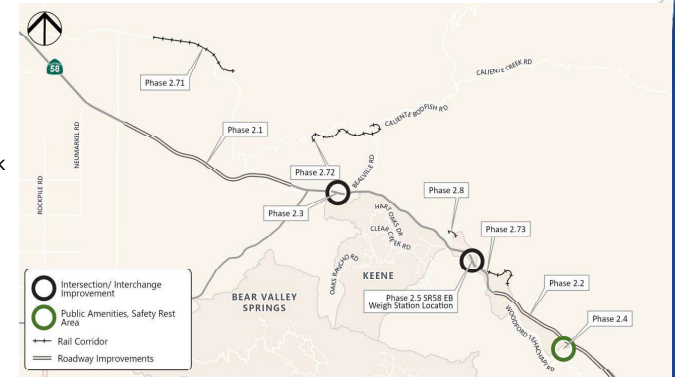 58
Phase 2.71
CALIENTE CREEK RD
CALIENTE BODFISH RD
NEUMARKEL RD
Phase 2.1
ROCKPILE RD
Phase 2.72
BEALVILLE RD
Phase 2.3
Phase 2.8
HART OAKS DR
CLEAR CREEK RD
Phase 2.73
OAKS RANCHO RD
KEENE
Phase 2.2
BEAR VALLEY
SPRINGS
Phase 2.5 SR58 EB
Weigh Station Location
Phase 2.4
WOODFORD TEHACHAPI RD
Intersection/ Interchange
Improvement
Public Amenities, Safety Rest
Area
Rail Corridor
Roadway Improvements